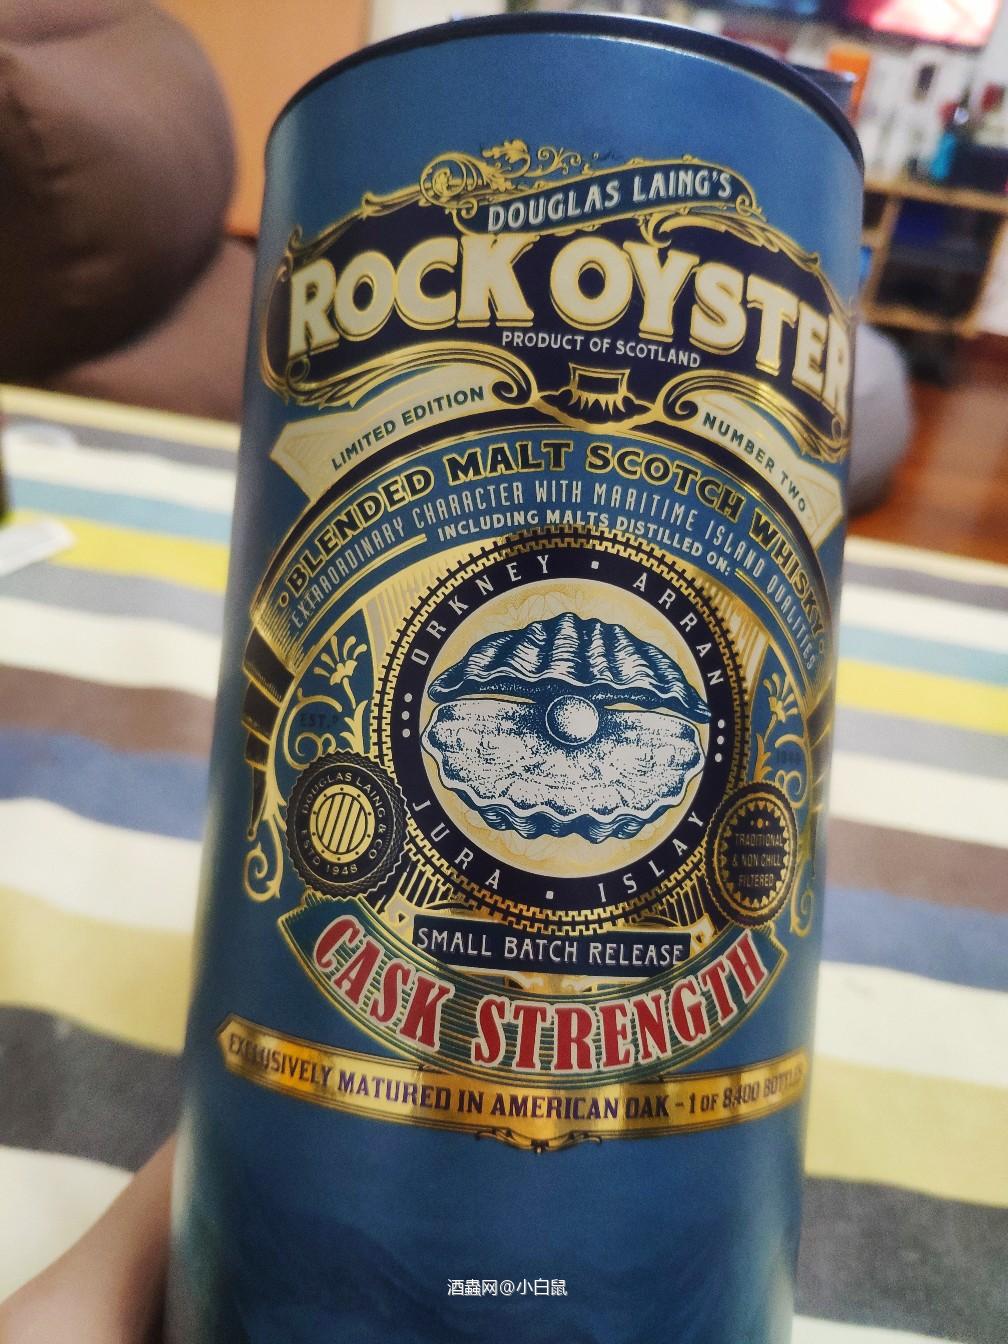 DOUGLAS LAING'S
ROCK OYSTER
PRODUCT OF SCOTLAND
LIMITED EDITION
NUMBER TWO
BLENDED MALT SCOTCH WHISKY
EXTRAORDINARY CHARACTER WITH MARITIME ISLAND QUALITIES
INCLUDING MALTS DISTILLED ON:
ORKNEY • ARRAN
JURA • ISLAY
ESTD
1948
DOUGLAS LAING & CO
ESTD 1948
TRADITIONAL
& NON CHILL
FILTERED
SMALL BATCH RELEASE
CASK STRENGTH
EXCLUSIVELY MATURED IN AMERICAN OAK - 1 OF 8,400 BOTTLES
酒蟲网@小白鼠